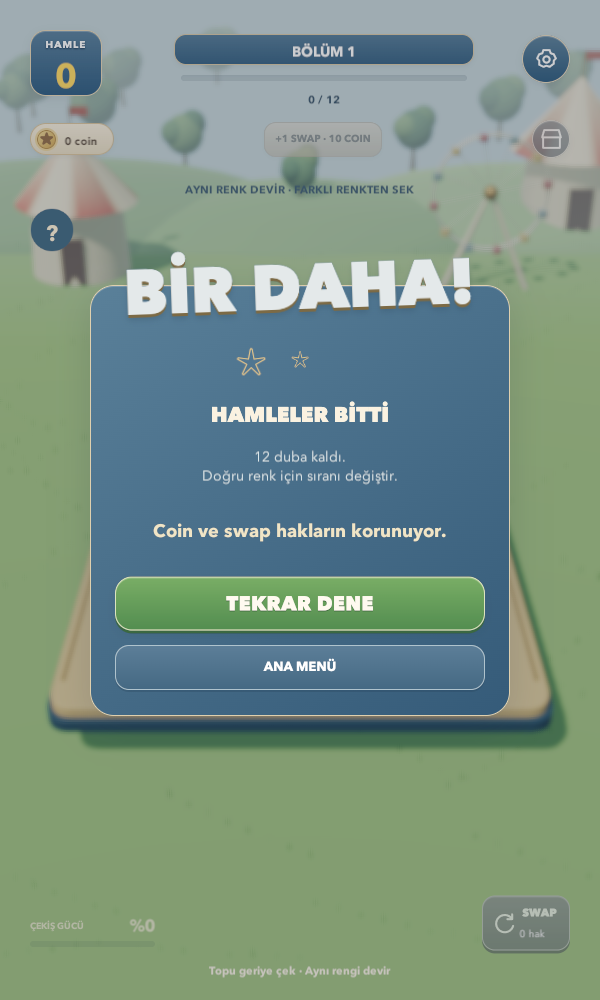 HAMLE
0
BÖLÜM 1
0 / 12
0 coin
+1 SWAP · 10 COIN
AYNI RENK DEVİR · FARKLI RENKTEN SEK
?
BİR DAHA!
HAMLELER BİTTİ
12 duba kaldı.
Doğru renk için sıranı değiştir.
Coin ve swap hakların korunuyor.
TEKRAR DENE
ANA MENÜ
ÇEKİŞ GÜCÜ
%0
SWAP
0 hak
Topu geriye çek · Aynı rengi devir